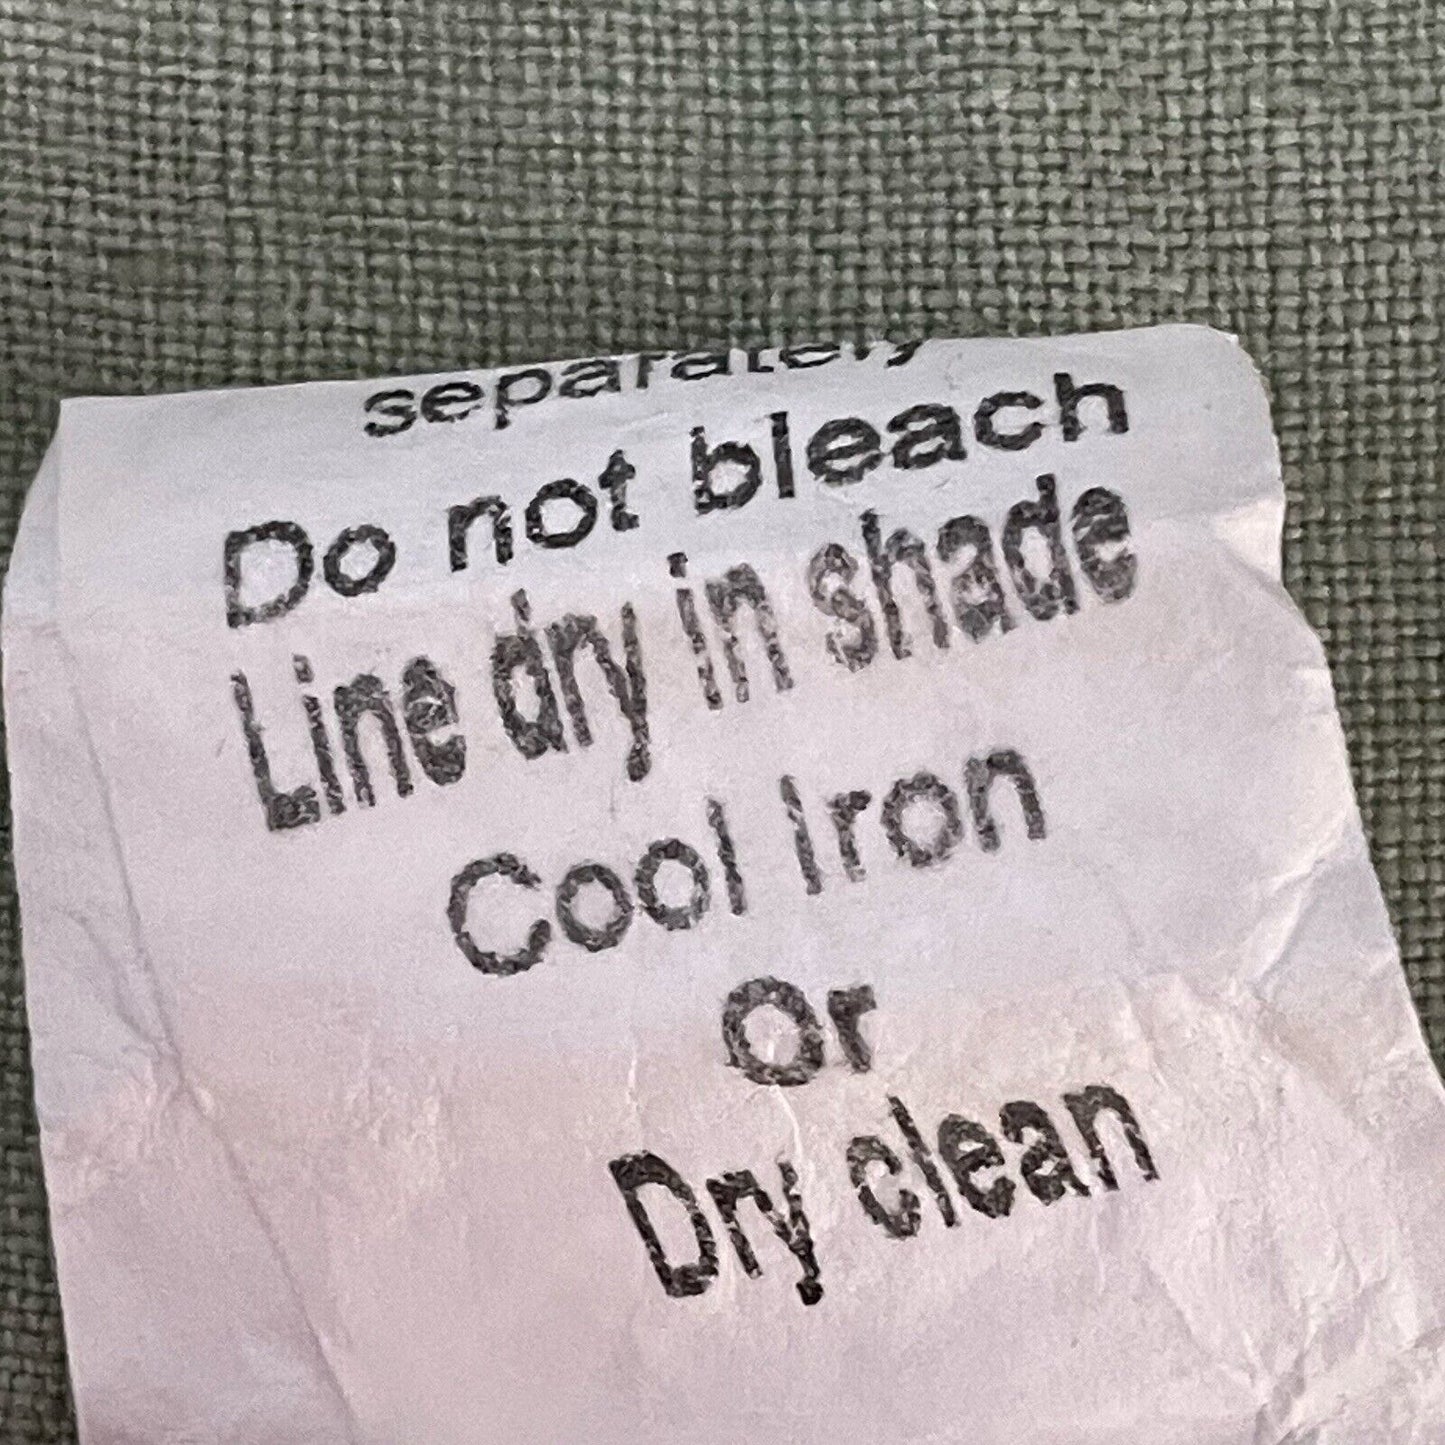 separately
Do not bleach
Line dry in shade
Cool Iron
Or
Dry clean